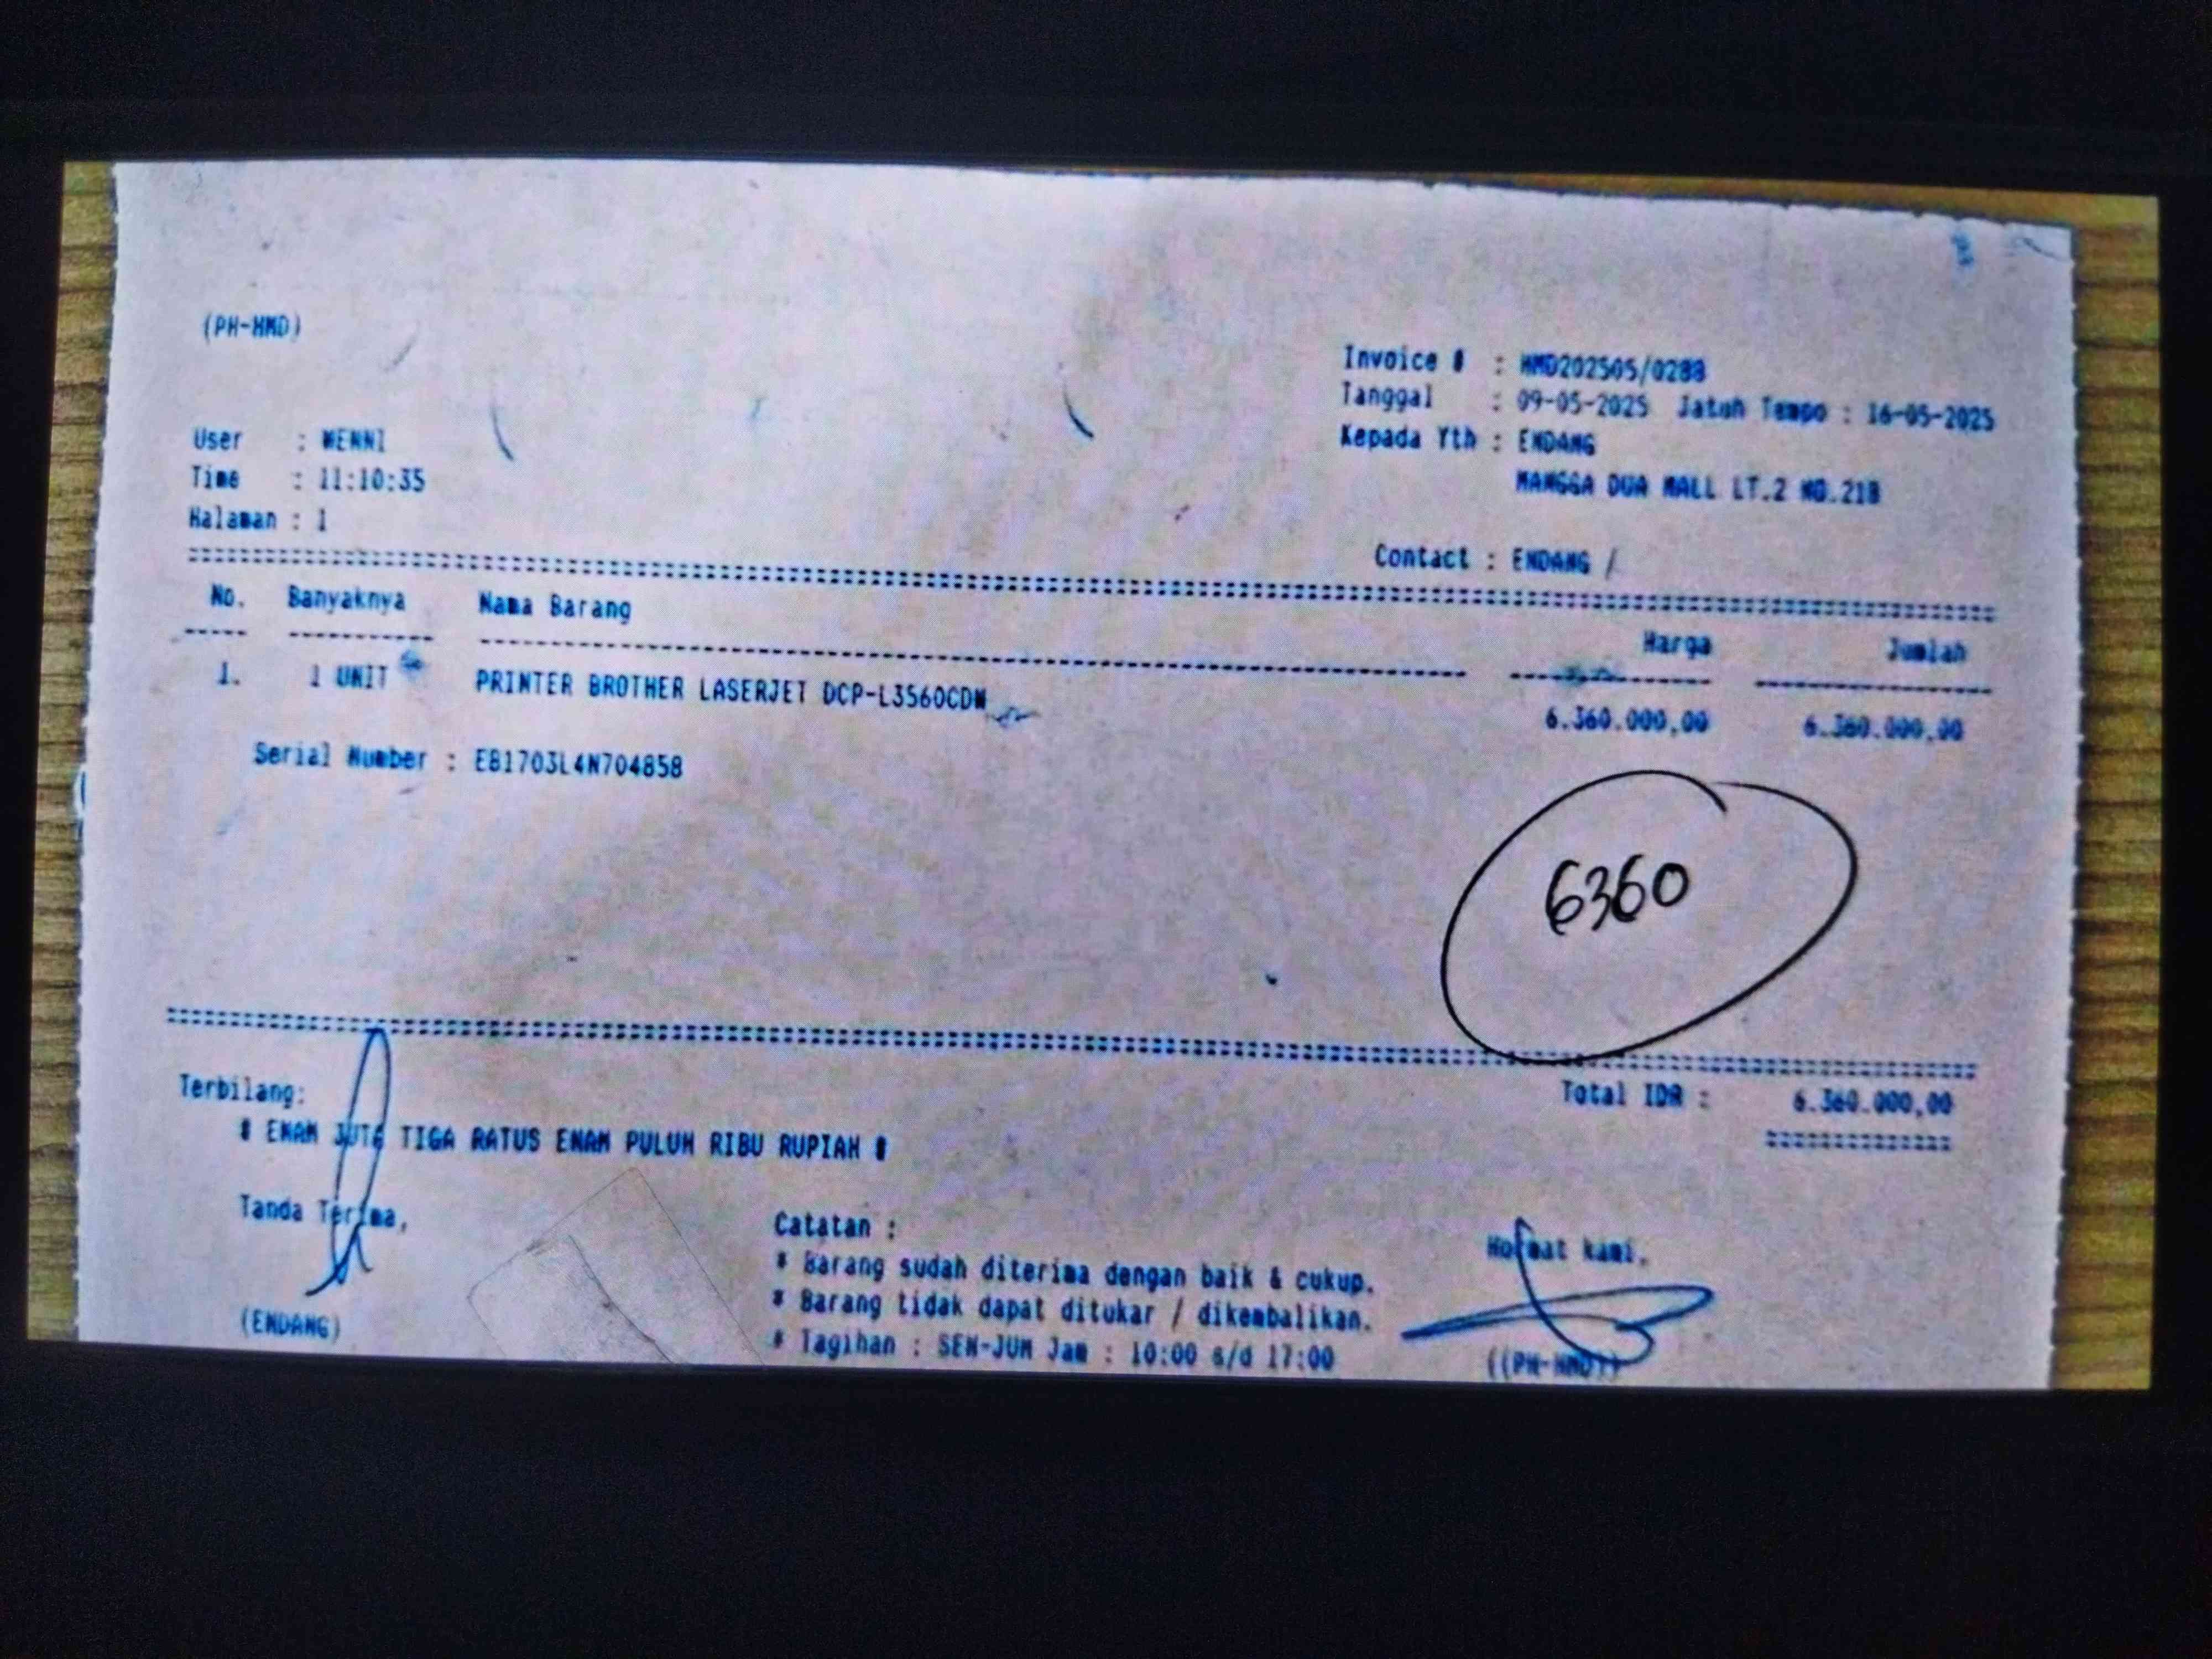 (PH-HMD)
Invoice # : HMD202505/0288
Tanggal : 09-05-2025 Jatuh Tempo : 16-05-2025
Kepada Yth : ENDANG
MANGGA DUA MALL LT.2 NO.21B
User : WENNI
Time : 11:10:35
Halaman : 1
Contact : ENDANG /
No. Banyaknya Nama Barang Harga Jumlah
1. 1 UNIT PRINTER BROTHER LASERJET DCP-L3560CDW 6.360.000,00 6.360.000,00
Serial Number : E81703L4N704858
6360
Terbilang: Total IDR : 6.360.000,00
# ENAM JUTA TIGA RATUS ENAM PULUH RIBU RUPIAH #
Tanda Terima, Catatan : Hormat kami,
* Barang sudah diterima dengan baik & cukup.
* Barang tidak dapat ditukar / dikembalikan.
(ENDANG) * Tagihan : SEN-JUM Jam : 10:00 s/d 17:00 ((PH-HMD))